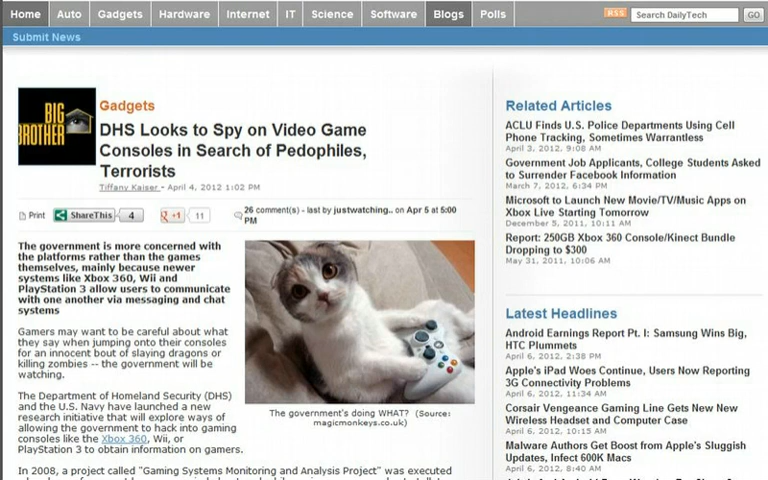 Home Auto Gadgets Hardware Internet IT Science Software Blogs Polls RSS Search DailyTech GO
Submit News
BIG
BROTHER
Gadgets
DHS Looks to Spy on Video Game
Consoles in Search of Pedophiles,
Terrorists
Tiffany Kaiser - April 4, 2012 1:02 PM
Print ShareThis 4 +1 11 26 comment(s) - last by justwatching.. on Apr 5 at 5:00
PM
The government is more concerned with
the platforms rather than the games
themselves, mainly because newer
systems like Xbox 360, Wii and
PlayStation 3 allow users to communicate
with one another via messaging and chat
systems
Gamers may want to be careful about what
they say when jumping onto their consoles
for an innocent bout of slaying dragons or
killing zombies -- the government will be
watching.
The Department of Homeland Security (DHS)
and the U.S. Navy have launched a new
research initiative that will explore ways of
allowing the government to hack into gaming
consoles like the Xbox 360, Wii, or
PlayStation 3 to obtain information on gamers.
The government's doing WHAT? (Source:
magicmonkeys.co.uk)
In 2008, a project called "Gaming Systems Monitoring and Analysis Project" was executed
Related Articles
ACLU Finds U.S. Police Departments Using Cell
Phone Tracking, Sometimes Warrantless
April 3, 2012, 9:08 AM
Government Job Applicants, College Students Asked
to Surrender Facebook Information
March 7, 2012, 6:34 PM
Microsoft to Launch New Movie/TV/Music Apps on
Xbox Live Starting Tomorrow
December 5, 2011, 10:11 AM
Report: 250GB Xbox 360 Console/Kinect Bundle
Dropping to $300
May 31, 2011, 10:06 AM
Latest Headlines
Android Earnings Report Pt. I: Samsung Wins Big,
HTC Plummets
April 6, 2012, 2:38 PM
Apple's iPad Woes Continue, Users Now Reporting
3G Connectivity Problems
April 6, 2012, 11:34 AM
Corsair Vengeance Gaming Line Gets New New
Wireless Headset and Computer Case
April 6, 2012, 10:15 AM
Malware Authors Get Boost from Apple's Sluggish
Updates, Infect 600K Macs
April 6, 2012, 8:40 AM